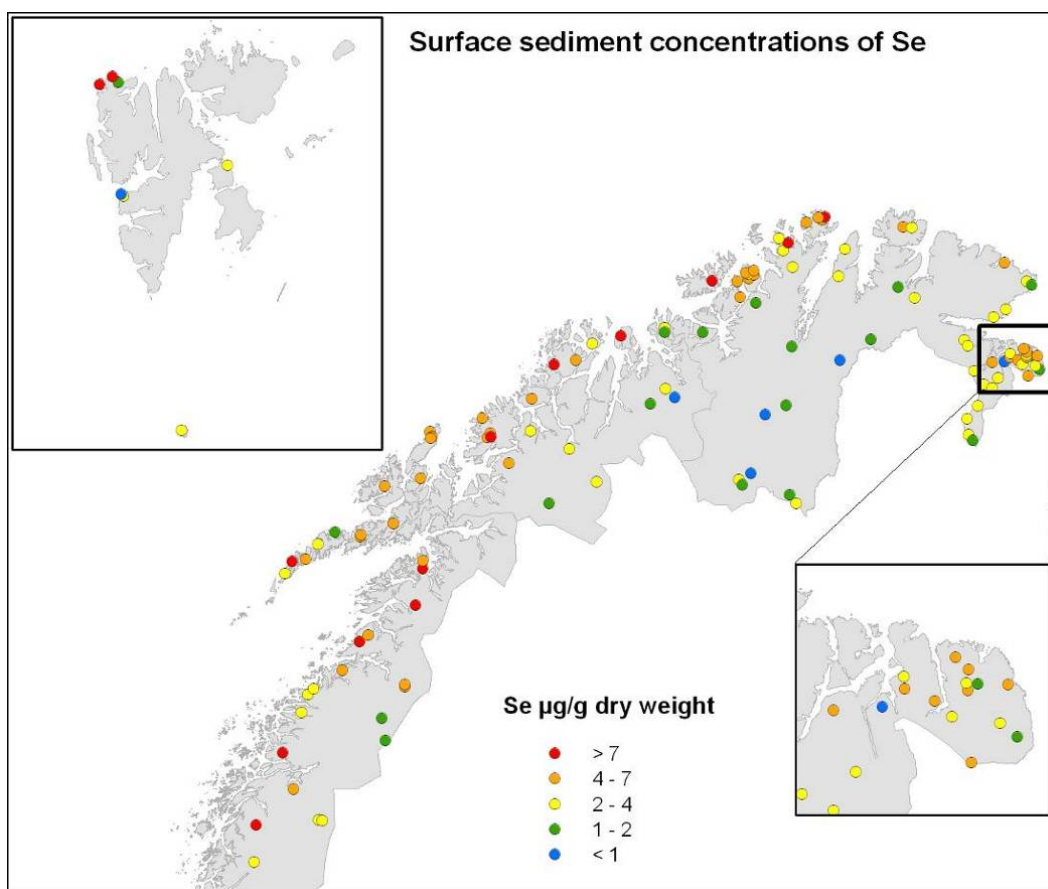 Surface sediment concentrations of Se
Se µg/g dry weight
> 7
4 - 7
2 - 4
1 - 2
< 1